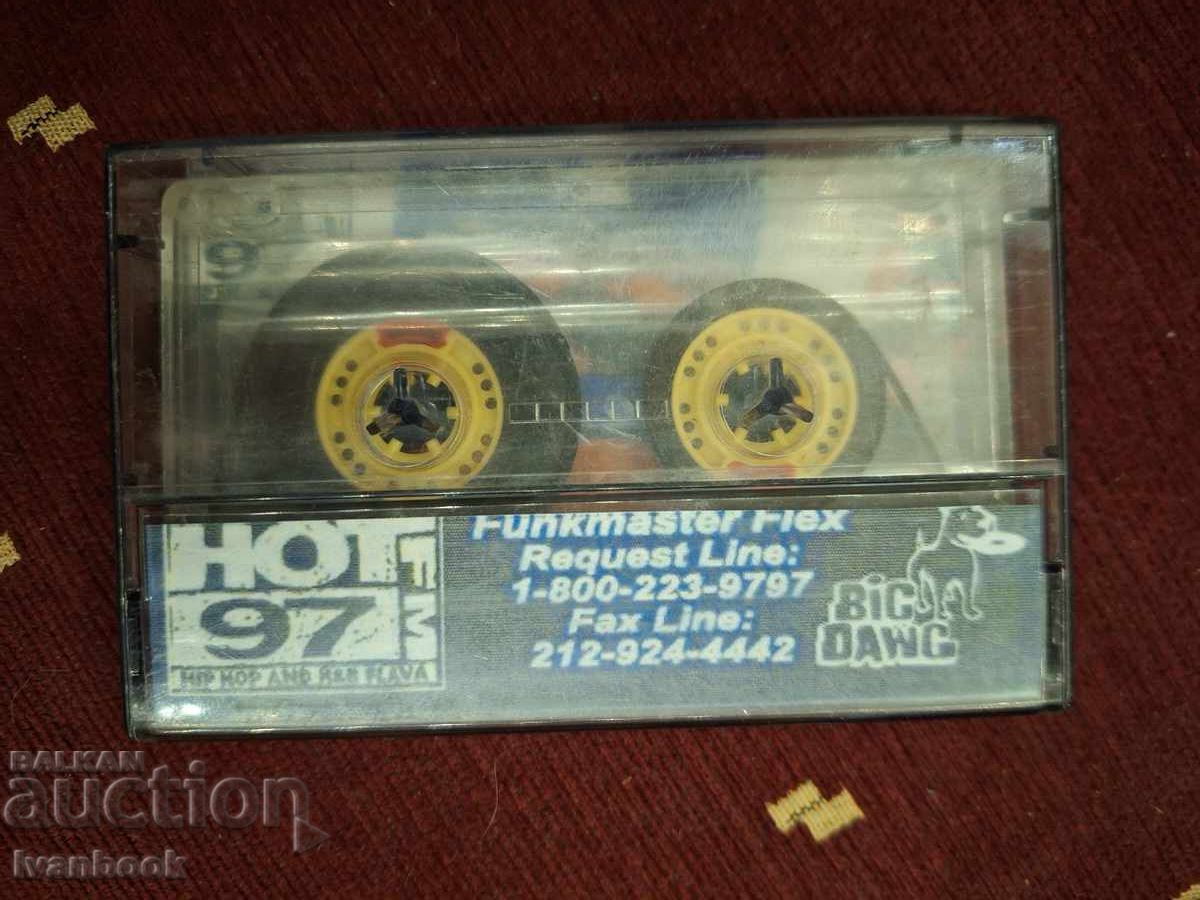 9
HOT FM
97
HIP HOP AND R&B FLAVA
Funkmaster Flex
Request Line:
1-800-223-9797
Fax Line:
212-924-4442
BIG
DAWG
BALKAN
auction
Ivanbook